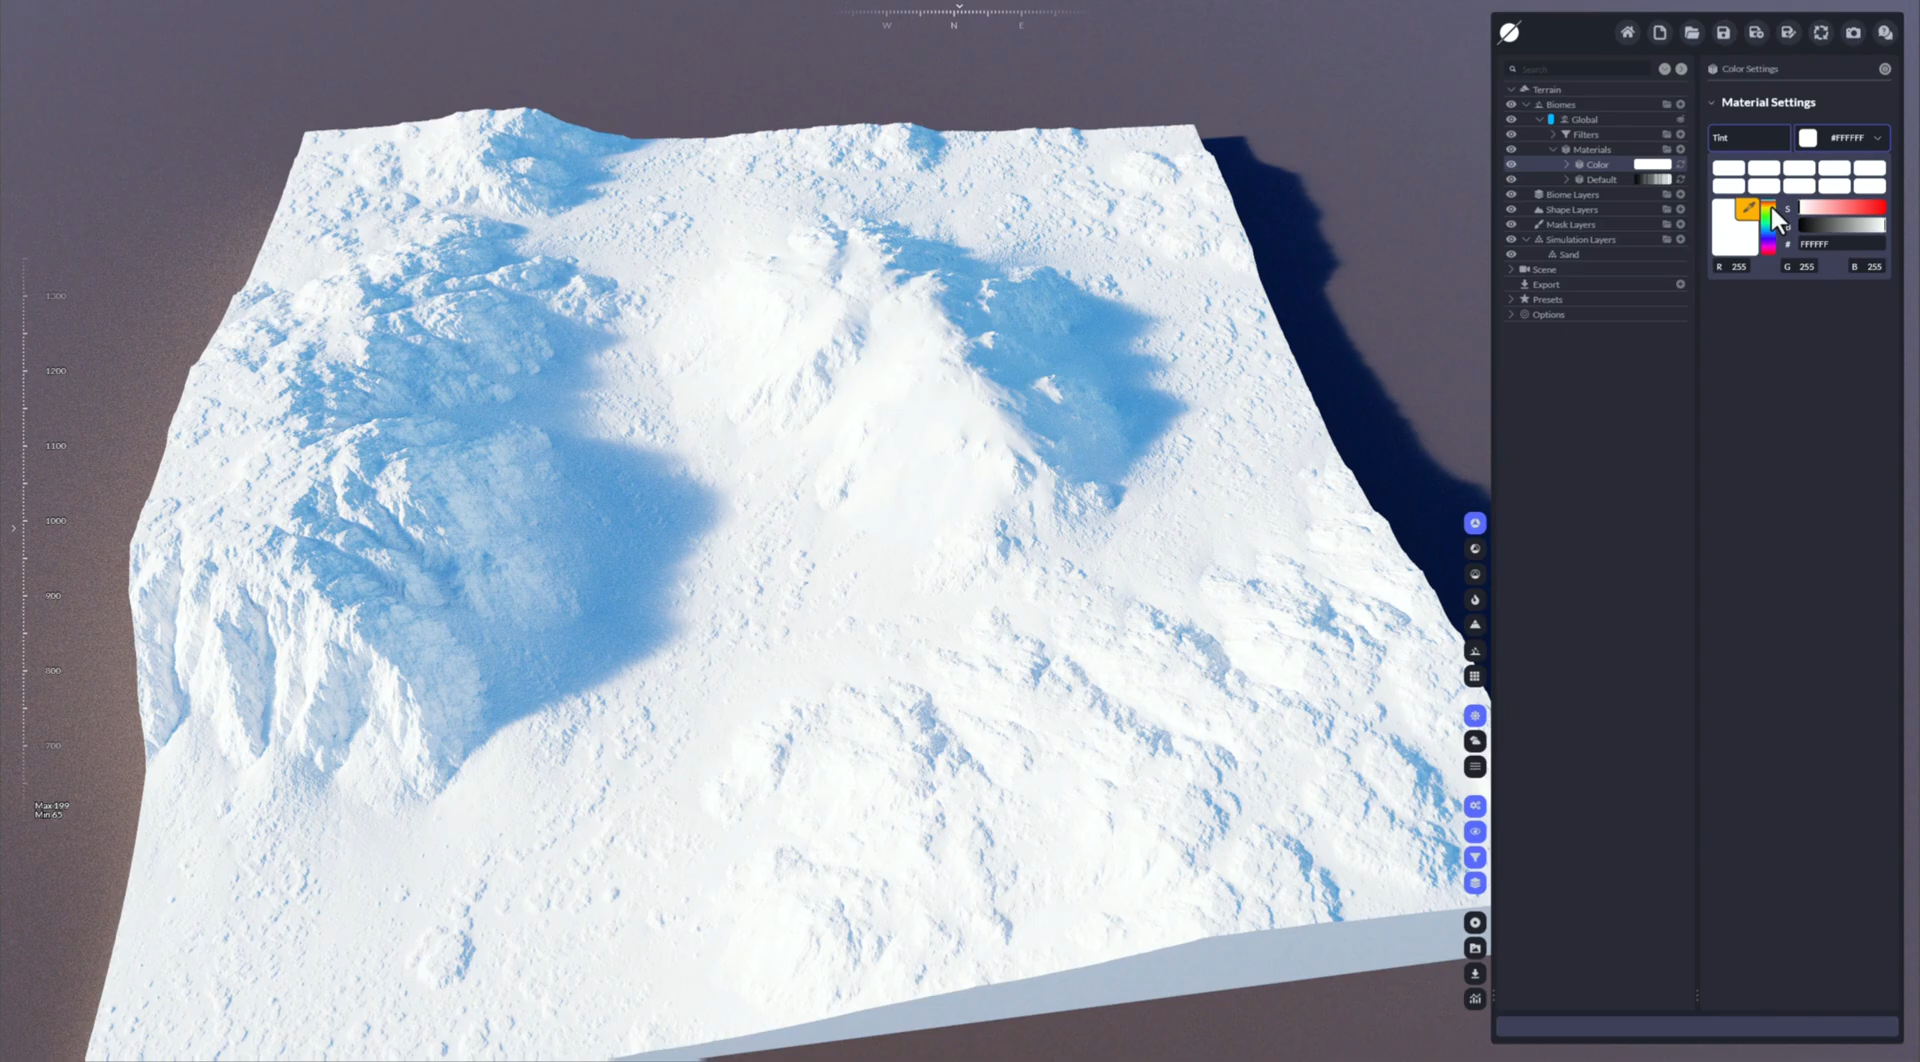 W N E
1300
1200
1100
1000
900
800
700
Max 199
Min 65
Search
Terrain
Biomes
Global
Filters
Materials
Color
Default
Biome Layers
Shape Layers
Mask Layers
Simulation Layers
Sand
Scene
Export
Presets
Options
Color Settings
Material Settings
Tint #FFFFFF
S
# FFFFFF
R 255 G 255 B 255